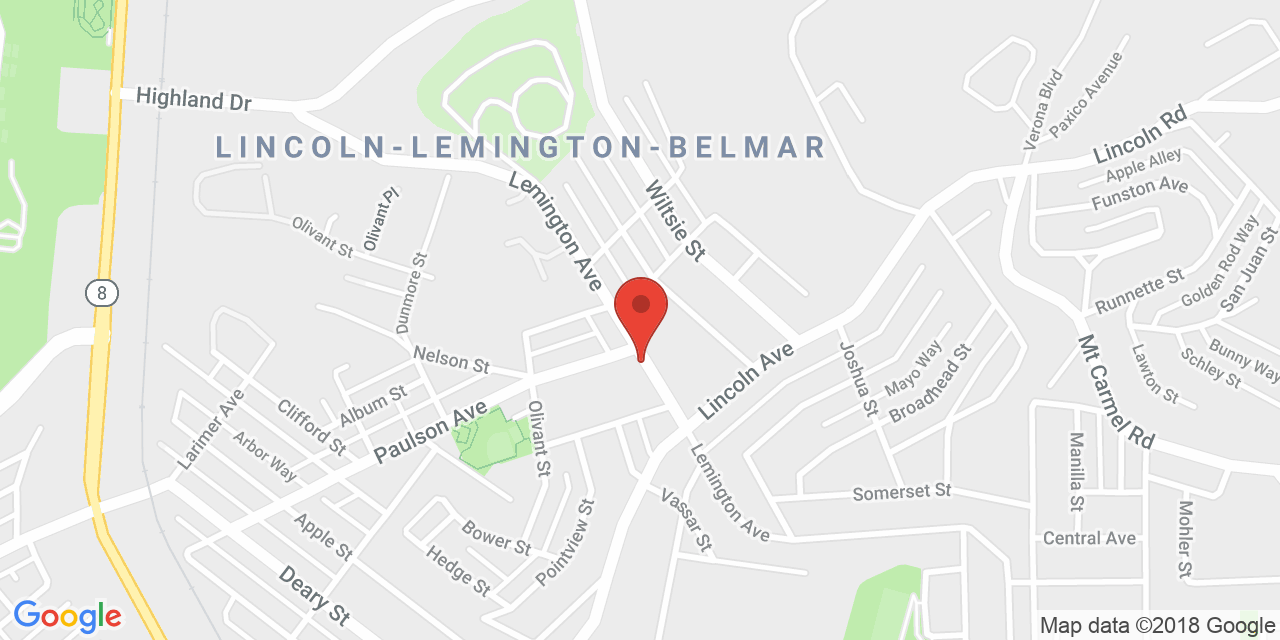 Highland Dr
LINCOLN-LEMINGTON-BELMAR
Verona Blvd
Paxico Avenue
Lincoln Rd
Apple Alley
Funston Ave
Lemington Ave
Wiltsie St
Olivant Pl
Olivant St
Dunmore St
8
Runnette St
Golden Rod Way
San Juan St
Nelson St
Lincoln Ave
Joshua St
Mayo Way
Broadhead St
Mt Carmel Rd
Lawton St
Schley St
Bunny Way
Larimer Ave
Clifford St
Album St
Paulson Ave
Olivant St
Arbor Way
Apple St
Deary St
Bower St
Hedge St
Pointview St
Vassar St
Lemington Ave
Somerset St
Manilla St
Central Ave
Mohler St
Google
Map data ©2018 Google